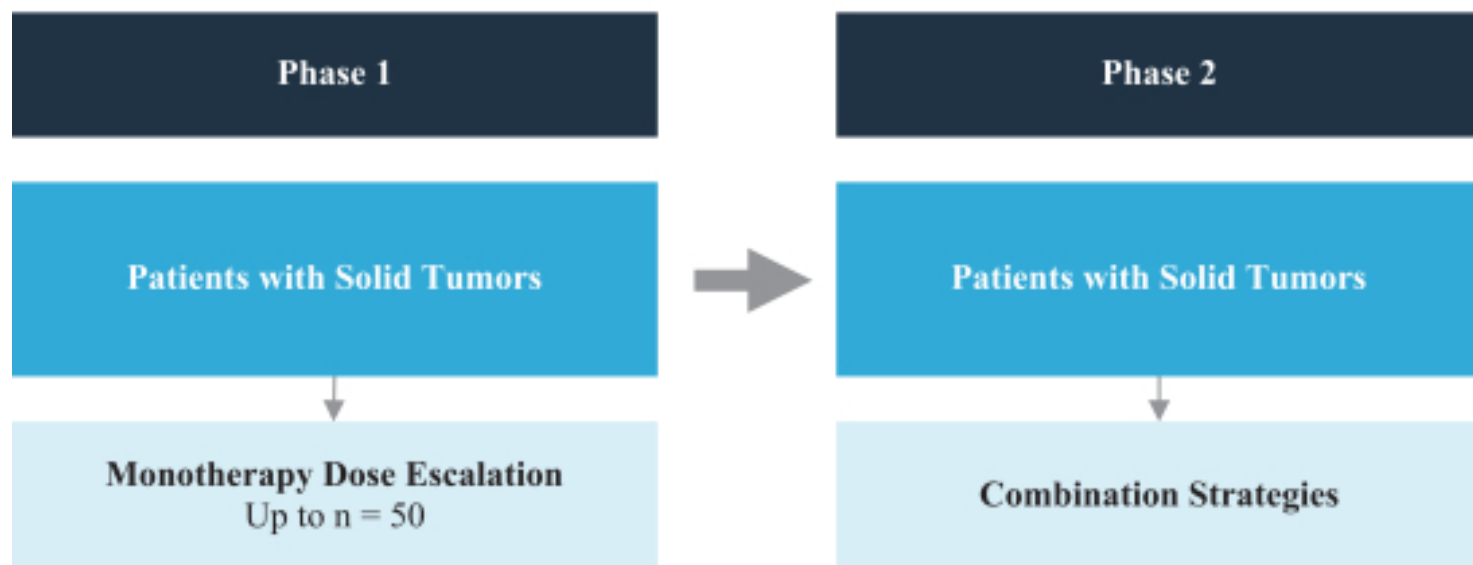 Phase 1
Phase 2
Patients with Solid Tumors
Patients with Solid Tumors
Monotherapy Dose Escalation
Up to n = 50
Combination Strategies